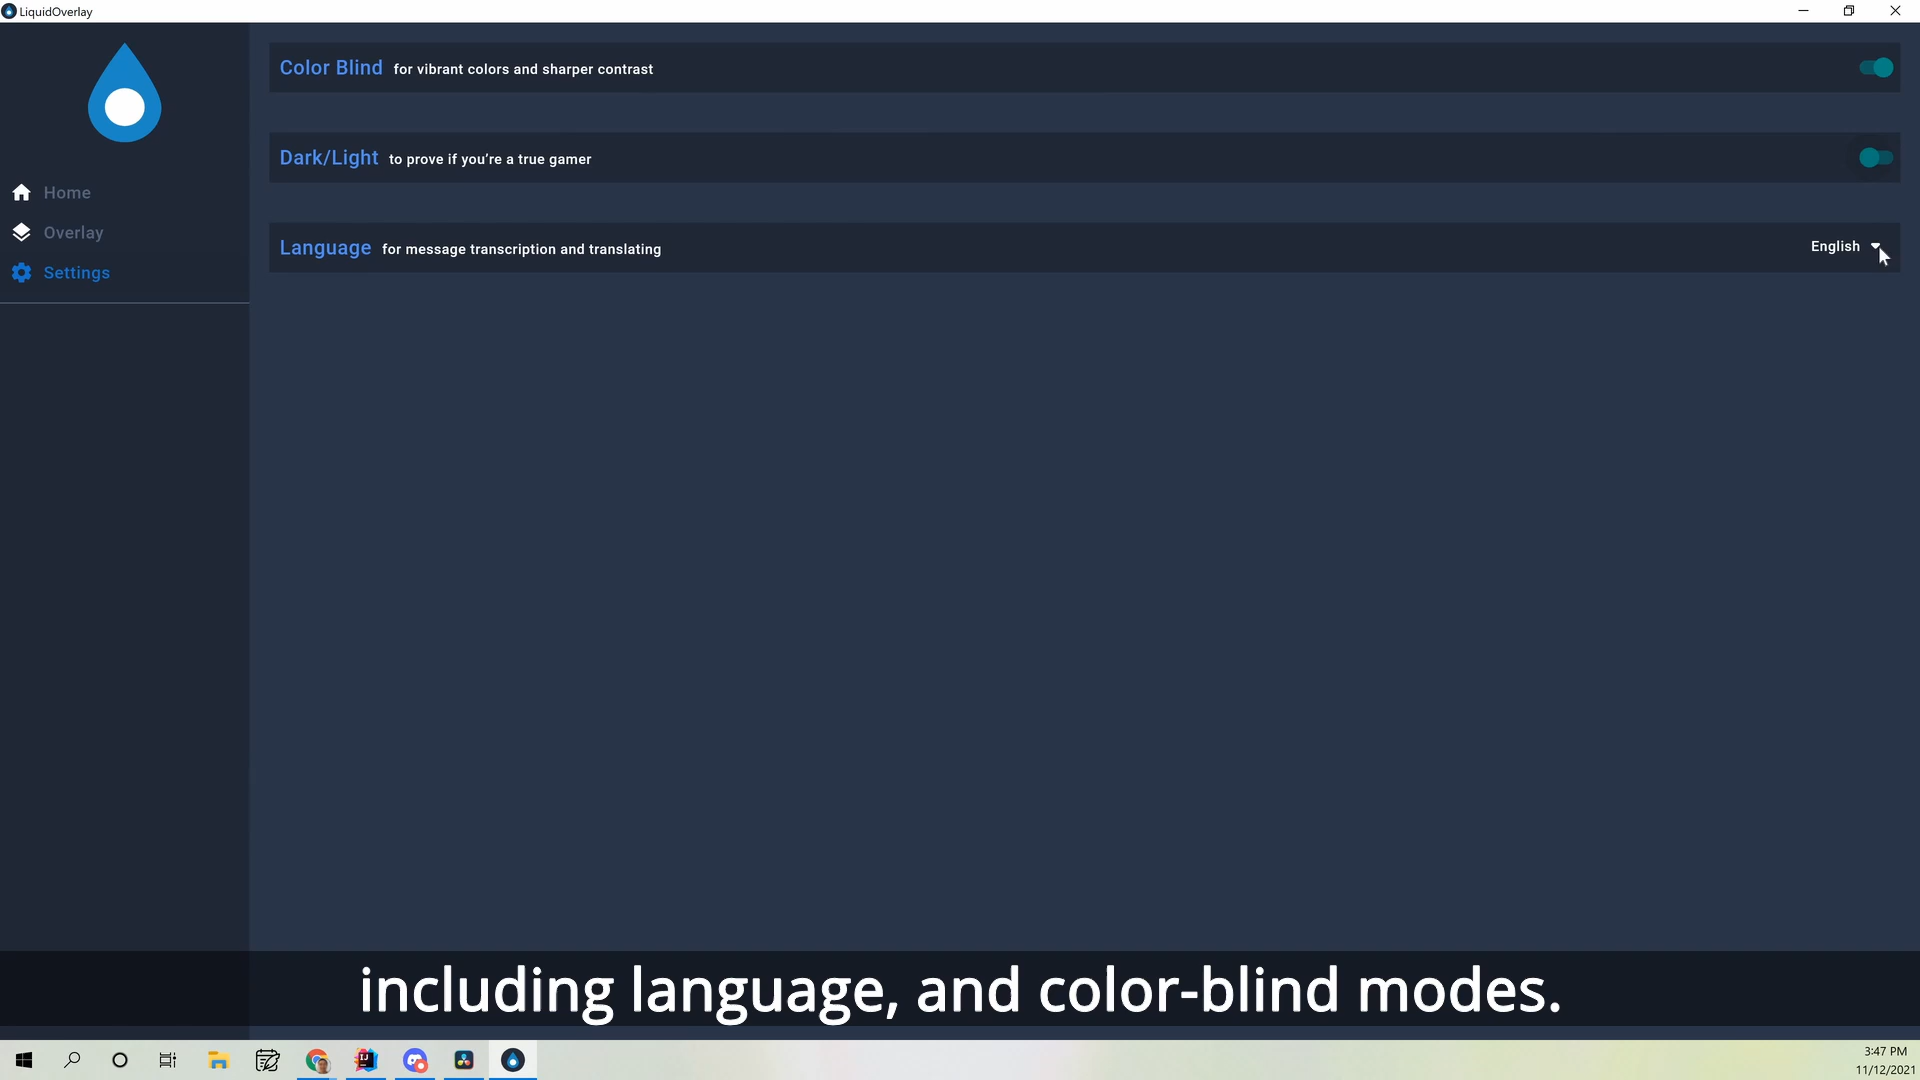 LiquidOverlay
Color Blind for vibrant colors and sharper contrast
Dark/Light to prove if you're a true gamer
Home
Overlay
Language for message transcription and translating
English
Settings
including language, and color-blind modes.
IJ
3:47 PM
11/12/2021